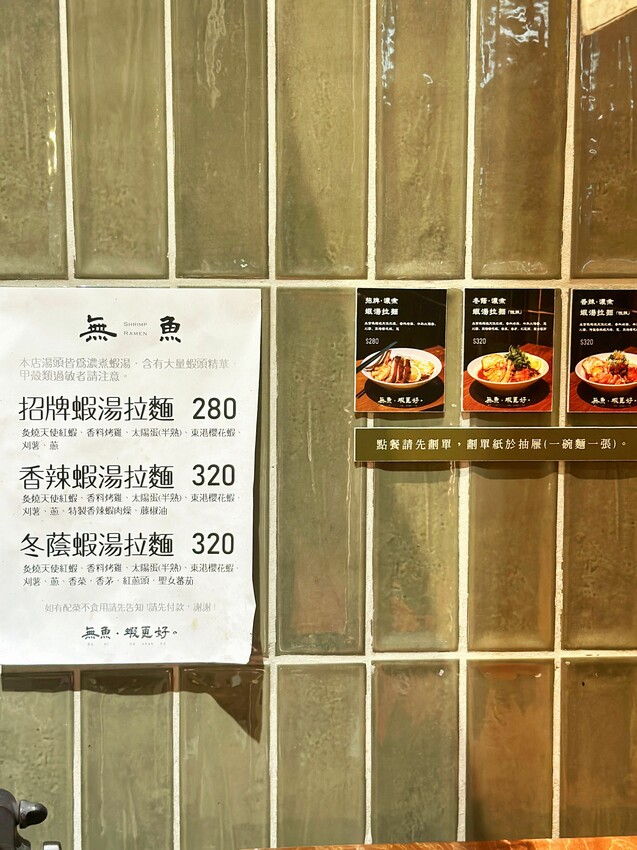 無 SHRIMP RAMEN 魚
本店湯頭皆爲濃煮蝦湯，含有大量蝦頭精華，
甲殼類過敏者請注意。
招牌蝦湯拉麵 280
炙燒天使紅蝦、香料烤雞、太陽蛋(半熟)、東港櫻花蝦、
刈薯、蔥
香辣蝦湯拉麵 320
炙燒天使紅蝦、香料烤雞、太陽蛋(半熟)、東港櫻花蝦、
刈薯、蔥、特製香辣蝦肉燥、藤椒油
冬蔭蝦湯拉麵 320
炙燒天使紅蝦、香料烤雞、太陽蛋(半熟)、東港櫻花蝦、
刈薯、蔥、香菜、香茅、紅蔥頭、聖女蕃茄
如有配菜不食用請先告知!請先付款，謝謝!
無魚·蝦更好。
招牌·濃煮
蝦湯拉麵
$280
無魚·蝦更好。
冬蔭·濃煮
蝦湯拉麵
$320
無魚·蝦更好。
香辣·濃煮
蝦湯拉麵
$320
無魚·蝦更好。
點餐請先劃單，劃單紙於抽屜(一碗麵一張)。